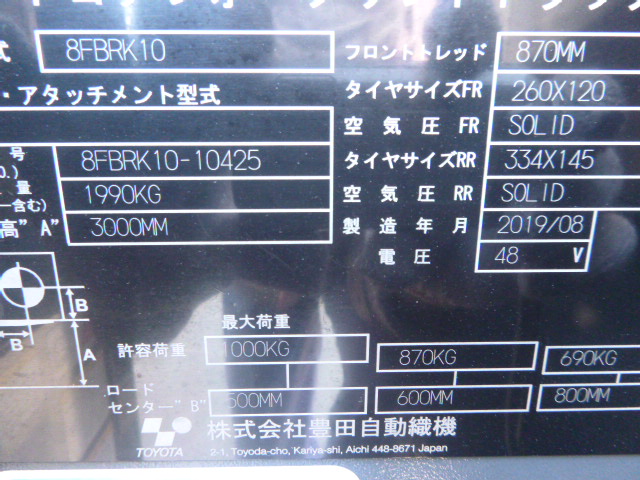 式 8FBRK10 フロントトレッド 870MM
・アタッチメント型式 タイヤサイズFR 260X120
空気圧 FR SOLID
号 8FBRK10-10425 タイヤサイズRR 334X145
量 1990KG 空気圧 RR SOLID
ー含む)
高"A" 3000MM 製造年月 2019/08
電圧 48 V
B
B A
最大荷重
許容荷重 1000KG 870KG 690KG
ロード
センター"B" 500MM 600MM 800MM
TOYOTA 株式会社豊田自動織機
2-1, Toyoda-cho, Kariya-shi, Aichi 448-8671 Japan